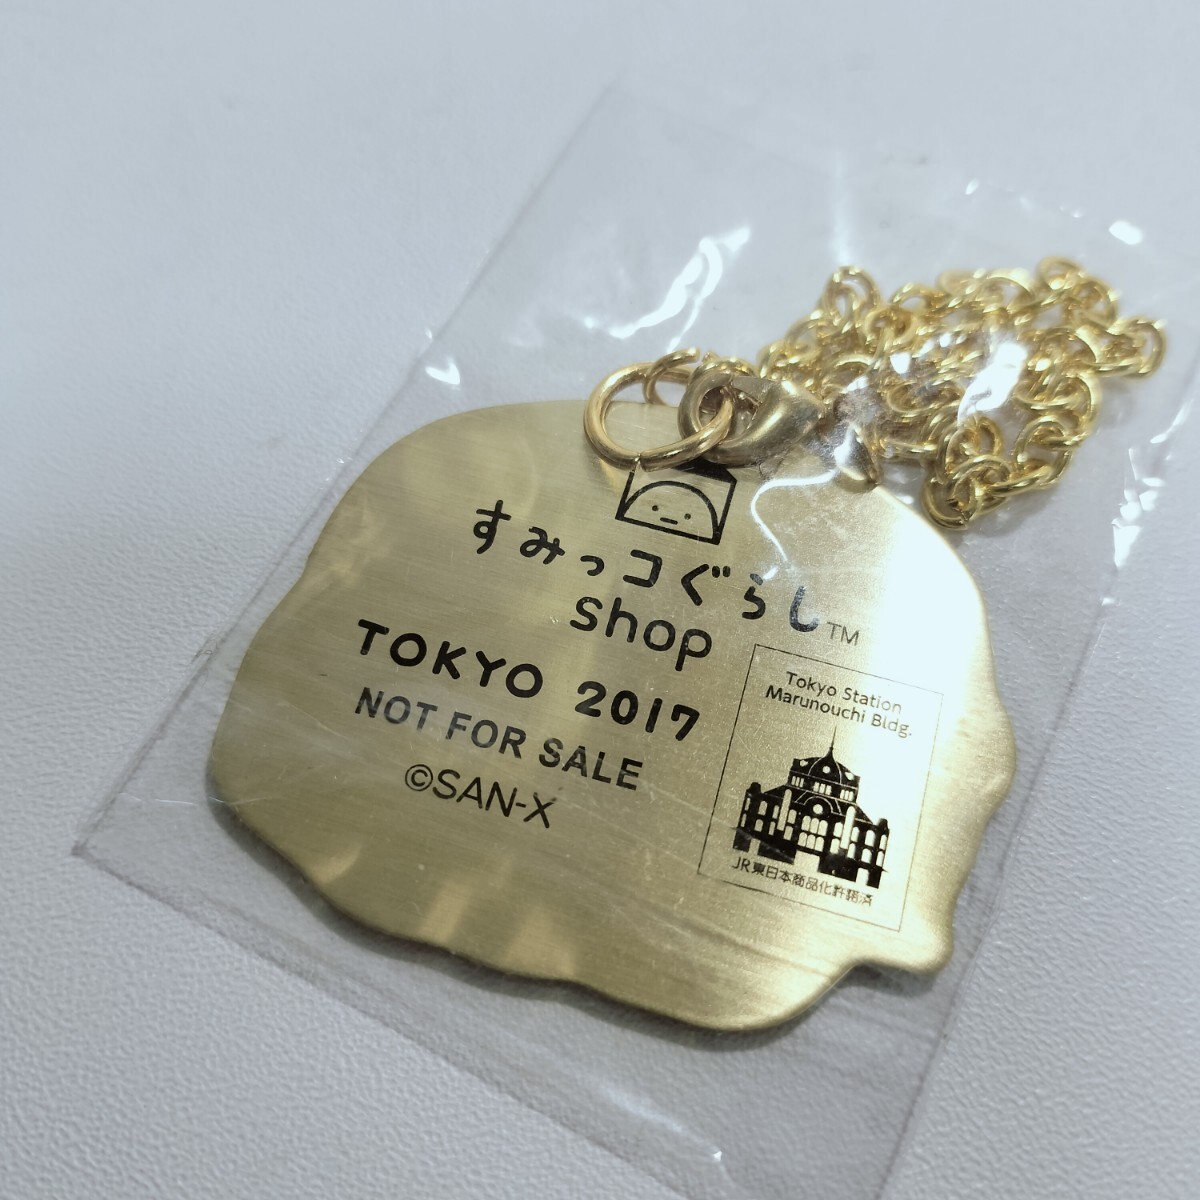 すみっコぐらし™
shop
TOKYO 2017
NOT FOR SALE
©SAN-X
Tokyo Station
Marunouchi Bldg.
JR東日本商品化許諾済